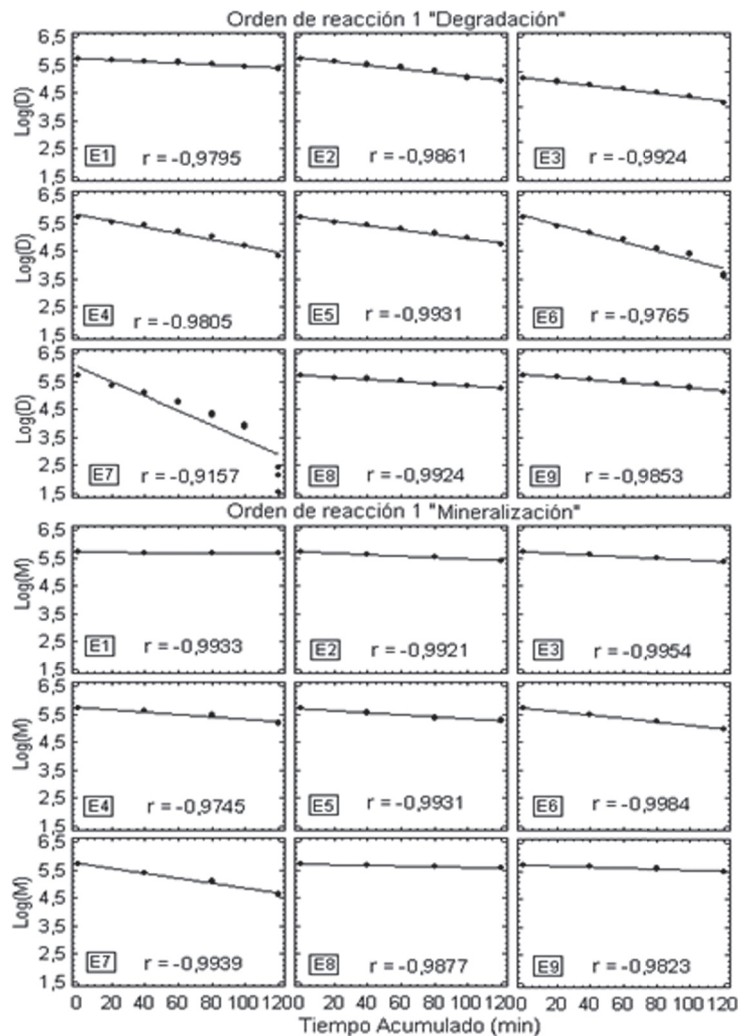 Orden de reacción 1 "Degradación"
6,5
5,5
4,5
3,5
2,5
1,5
Log(D)
E1 r = -0,9795
E2 r = -0,9861
E3 r = -0,9924
6,5
5,5
4,5
3,5
2,5
1,5
Log(D)
E4 r = -0.9805
E5 r = -0,9931
E6 r = -0,9765
6,5
5,5
4,5
3,5
2,5
1,5
Log(D)
E7 r = -0,9157
E8 r = -0,9924
E9 r = -0,9853
Orden de reacción 1 "Mineralización"
6,5
5,5
4,5
3,5
2,5
1,5
Log(M)
E1 r = -0,9933
E2 r = -0,9921
E3 r = -0,9954
6,5
5,5
4,5
3,5
2,5
1,5
Log(M)
E4 r = -0,9745
E5 r = -0,9931
E6 r = -0,9984
6,5
5,5
4,5
3,5
2,5
1,5
Log(M)
E7 r = -0,9939
E8 r = -0,9877
E9 r = -0,9823
0 20 40 60 80 100 120 0 20 40 60 80 100 120 0 20 40 60 80 100 120
Tiempo Acumulado (min)